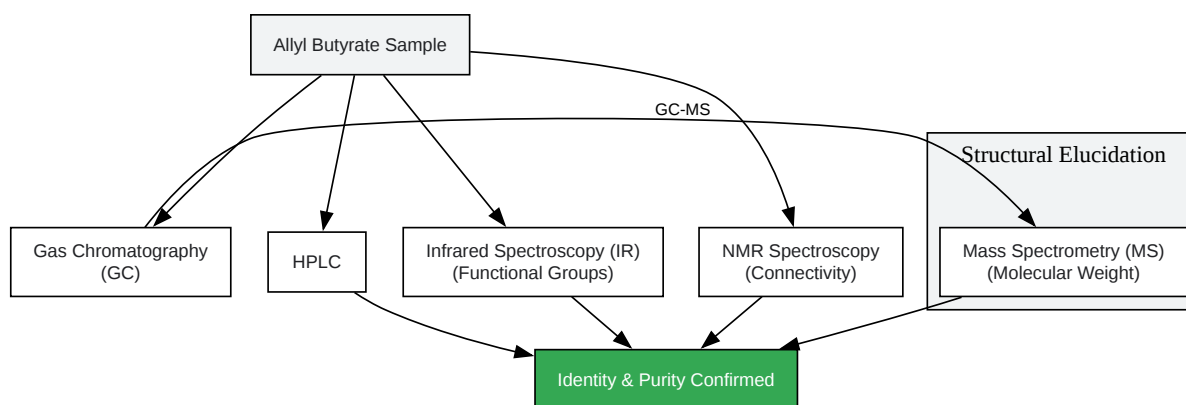 Allyl Butyrate Sample
GC-MS
Structural Elucidation
Gas Chromatography
(GC)
HPLC
Infrared Spectroscopy (IR)
(Functional Groups)
NMR Spectroscopy
(Connectivity)
Mass Spectrometry (MS)
(Molecular Weight)
Identity & Purity Confirmed